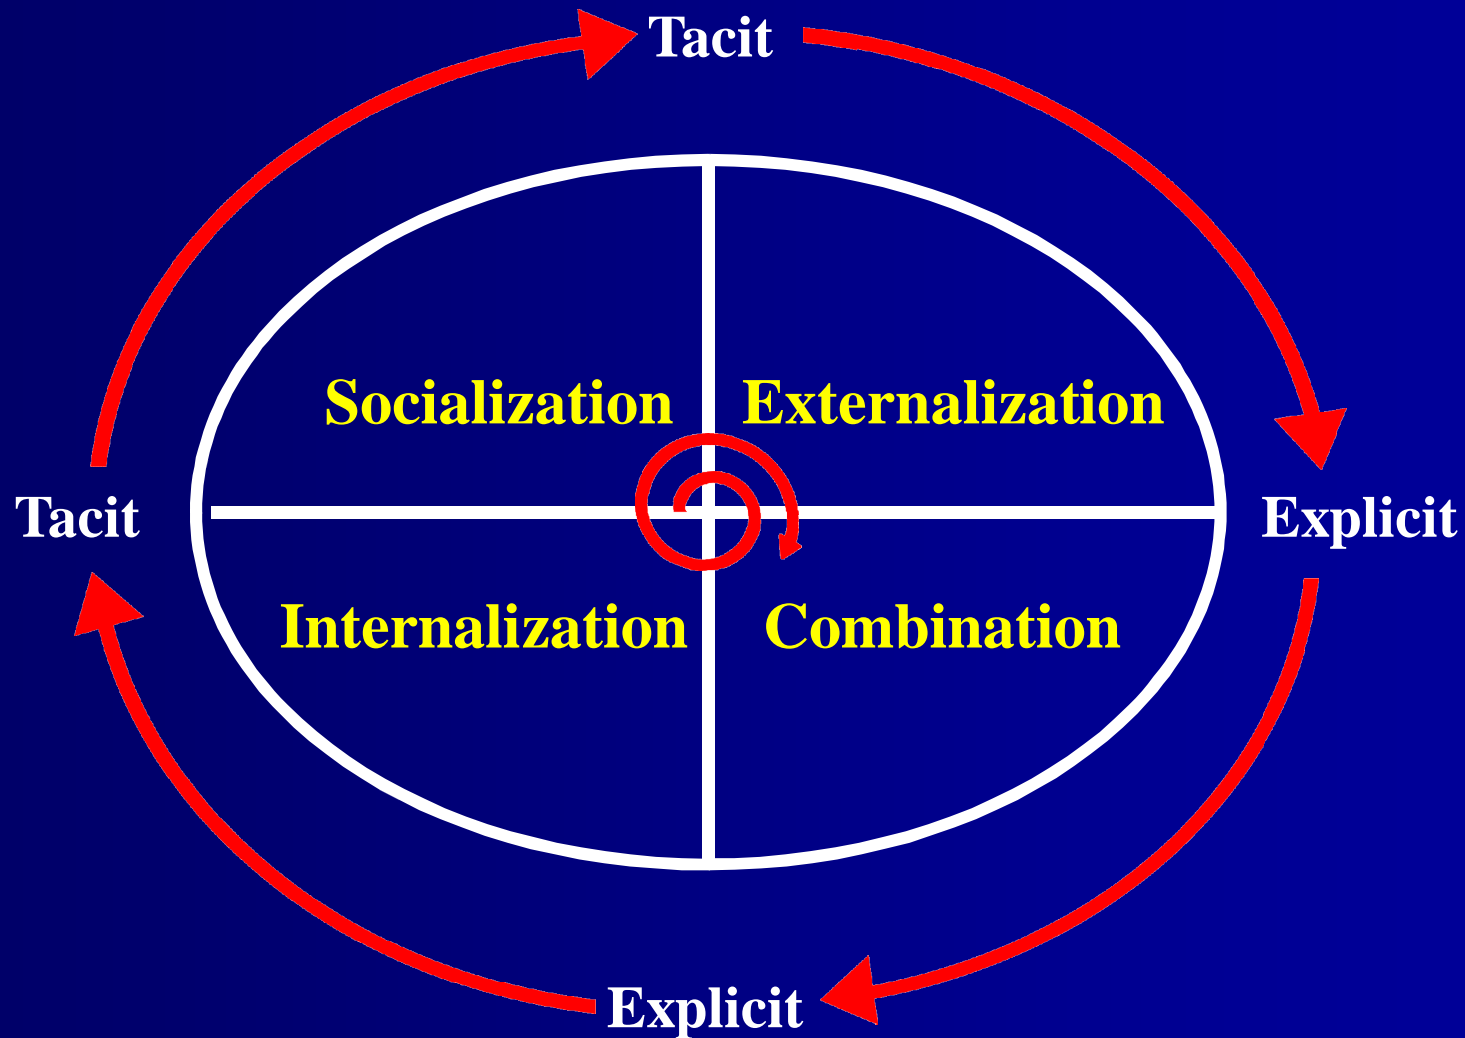 Tacit
Socialization Externalization
Tacit Explicit
Internalization Combination
Explicit